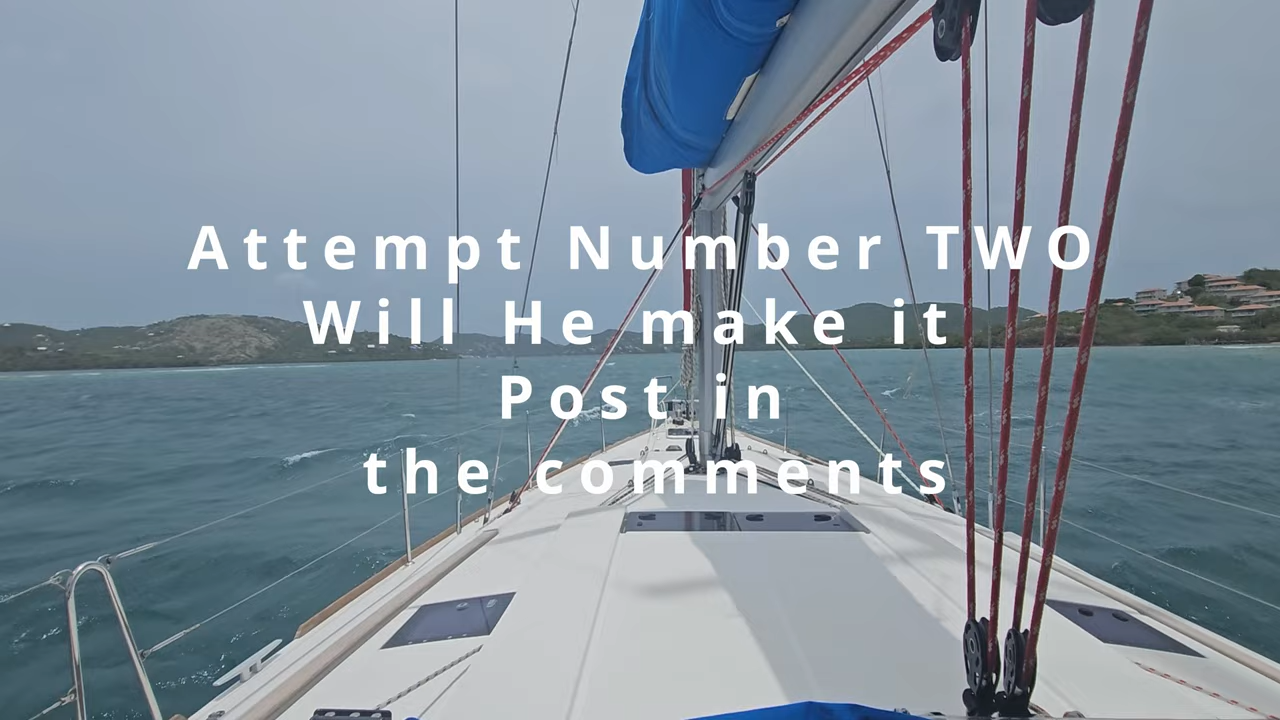 Attempt Number TWO
Will He make it
Post in
the comments